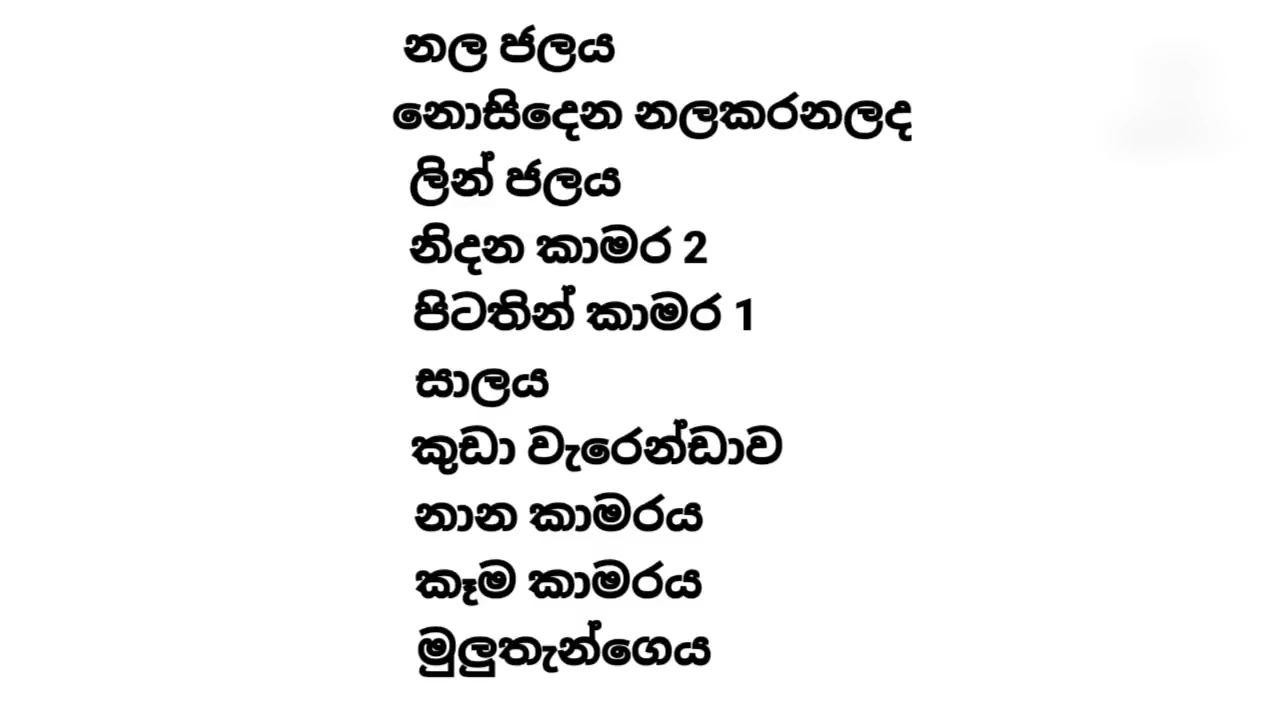 නල ජලය
නොසිදෙන නලකරනලද
ලින් ජලය
නිදන කාමර 2
පිටතින් කාමර 1
සාලය
කුඩා වැරෙන්ඩාව
නාන කාමරය
කෑම කාමරය
මුලුතැන්ගෙය